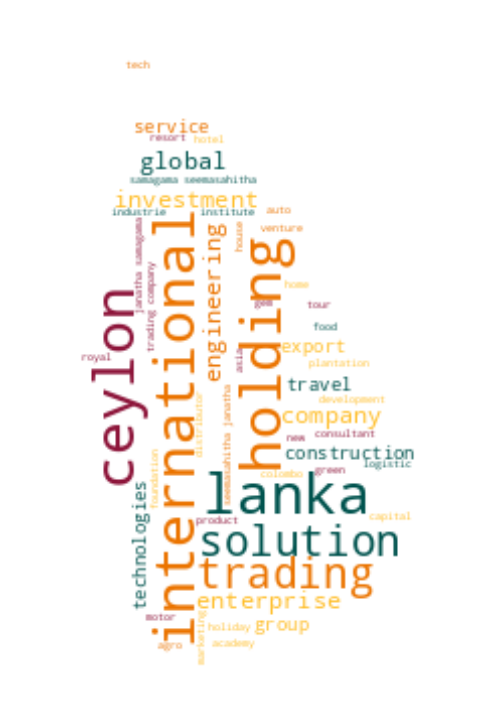 tech
service
resort hotel
global
samagama seemasahitha
investment
industrie institute auto
janatha samagama
international
engineering
house
venture
holding
trading company
ceylon
home
gem tour
food
asia
export
royal
plantation
travel
distributor
seemasahitha janatha
development
company
new consultant
construction
foundation
colombo green logistic
lanka
technologies
product capital
solution
trading
enterprise
motor
marketing
holiday group
agro academy